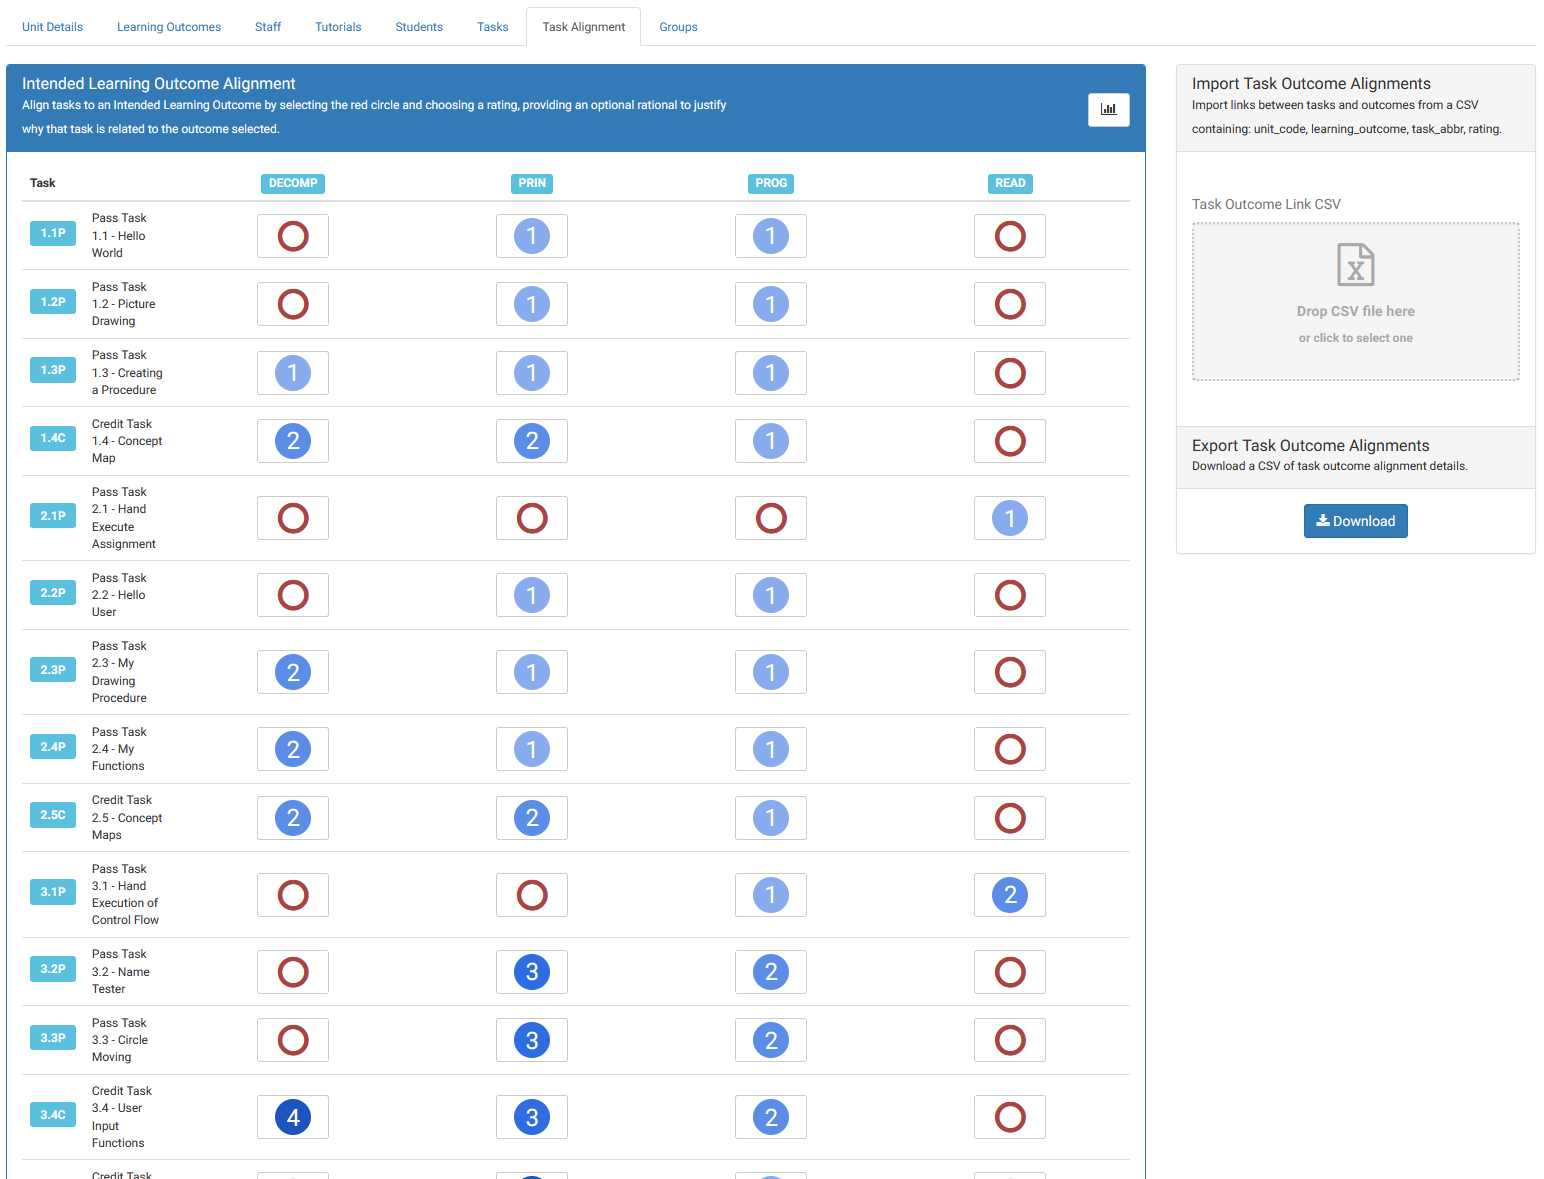 Unit Details
Learning Outcomes
Staff
Tutorials
Students
Tasks
Task Alignment
Groups
Intended Learning Outcome Alignment
Align tasks to an Intended Learning Outcome by selecting the red circle and choosing a rating, providing an optional rational to justify
why that task is related to the outcome selected.
Task DECOMP PRIN PROG READ
1.1P
Pass Task
1.1 - Hello
World
1 1
1.2P
Pass Task
1.2 - Picture
Drawing
1 1
1.3P
Pass Task
1.3 - Creating
a Procedure
1 1 1
1.4C
Credit Task
1.4 - Concept
Map
2 2 1
2.1P
Pass Task
2.1 - Hand
Execute
Assignment
1
2.2P
Pass Task
2.2 - Hello
User
1 1
2.3P
Pass Task
2.3 - My
Drawing
Procedure
2 1 1
2.4P
Pass Task
2.4 - My
Functions
2 1 1
2.5C
Credit Task
2.5 - Concept
Maps
2 2 1
3.1P
Pass Task
3.1 - Hand
Execution of
Control Flow
1 2
3.2P
Pass Task
3.2 - Name
Tester
3 2
3.3P
Pass Task
3.3 - Circle
Moving
3 2
3.4C
Credit Task
3.4 - User
Input
Functions
4 3 2
Credit Task
Import Task Outcome Alignments
Import links between tasks and outcomes from a CSV
containing: unit_code, learning_outcome, task_abbr, rating.
Task Outcome Link CSV
X
Drop CSV file here
or click to select one
Export Task Outcome Alignments
Download a CSV of task outcome alignment details.
Download